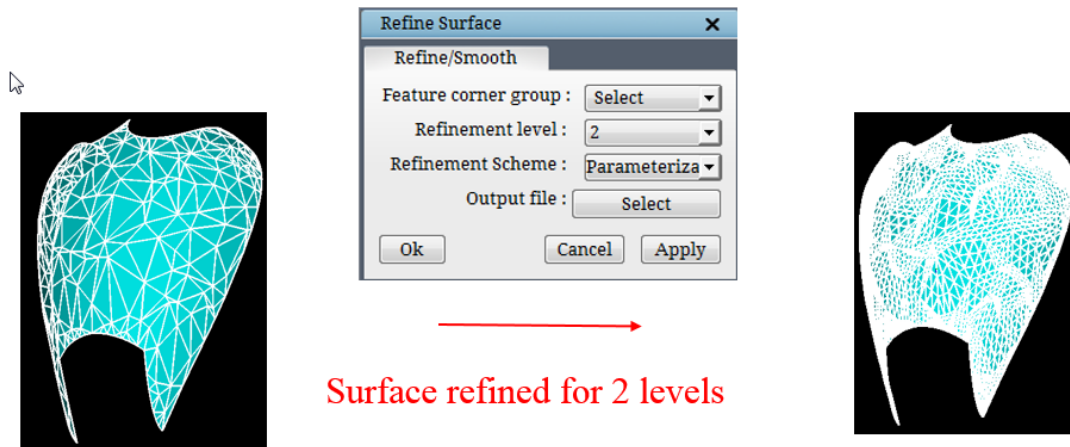 Refine Surface
Refine/Smooth
Feature corner group : Select
Refinement level : 2
Refinement Scheme : Parameteriza
Output file : Select
Ok Cancel Apply
Surface refined for 2 levels